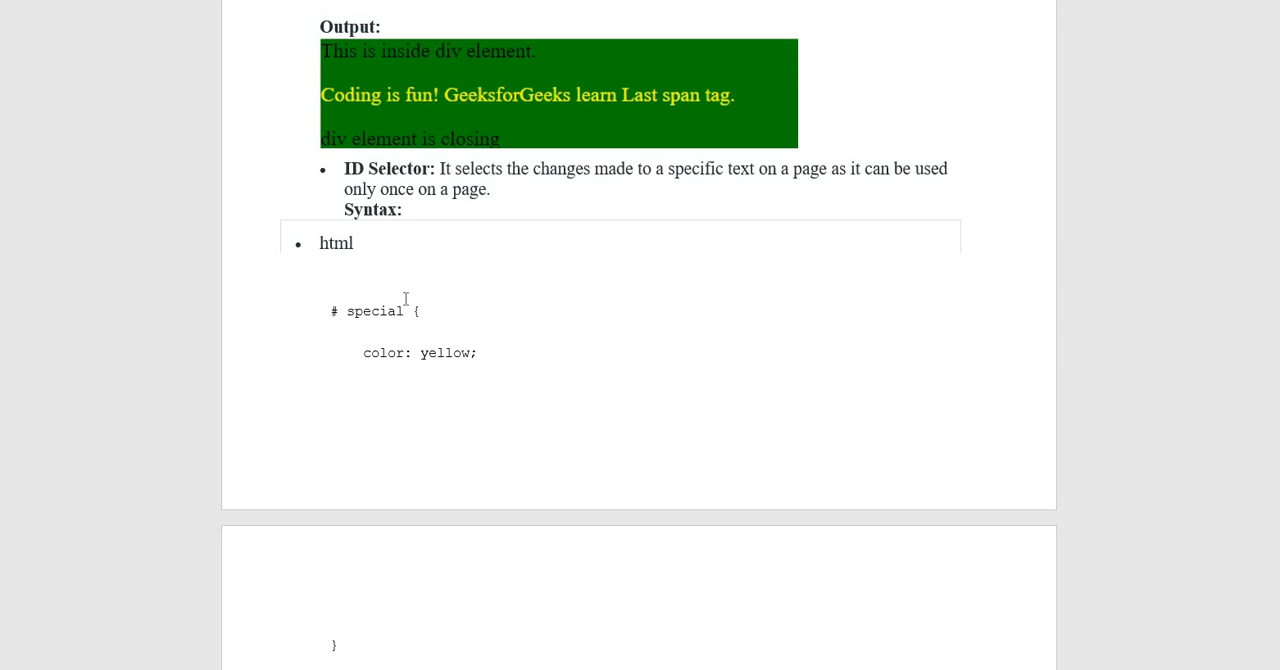 Output:
This is inside div element.
Coding is fun! GeeksforGeeks learn Last span tag.
div element is closing
• ID Selector: It selects the changes made to a specific text on a page as it can be used
only once on a page.
Syntax:
• html
# special {
color: yellow;
}